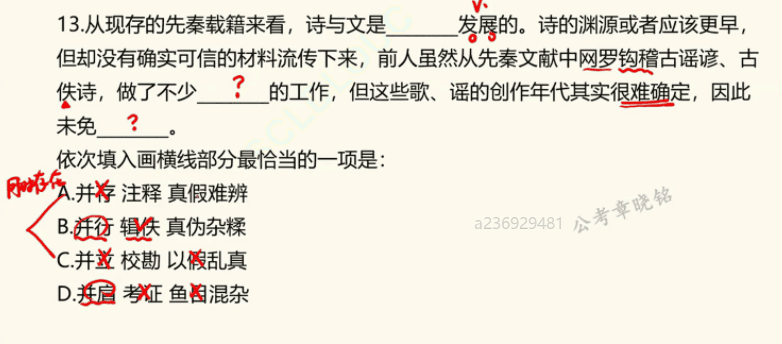 13.从现存的先秦载籍来看，诗与文是______发展的。诗的渊源或者应该更早，
但却没有确实可信的材料流传下来，前人虽然从先秦文献中网罗钩稽古谣谚、古
佚诗，做了不少______的工作，但这些歌、谣的创作年代其实很难确定，因此
？
未免______。
？
依次填入画横线部分最恰当的一项是：
同时存在
A.并存 注释 真假难辨
B.并行 辑佚 真伪杂糅
C.并立 校勘 以假乱真
D.并肩 考证 鱼目混杂
a236929481 公考章晓铭